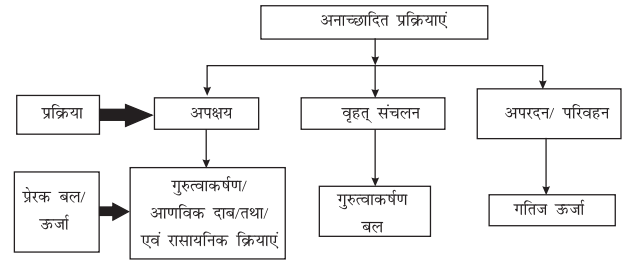 अनाच्छादित प्रक्रियाएं
प्रक्रिया
अपक्षय
वृहत् संचलन
अपरदन/ परिवहन
प्रेरक बल/
ऊर्जा
गुरुत्वाकर्षण/
आणविक दाब/तथा/
एवं रासायनिक क्रियाएं
गुरुत्वाकर्षण
बल
गतिज ऊर्जा